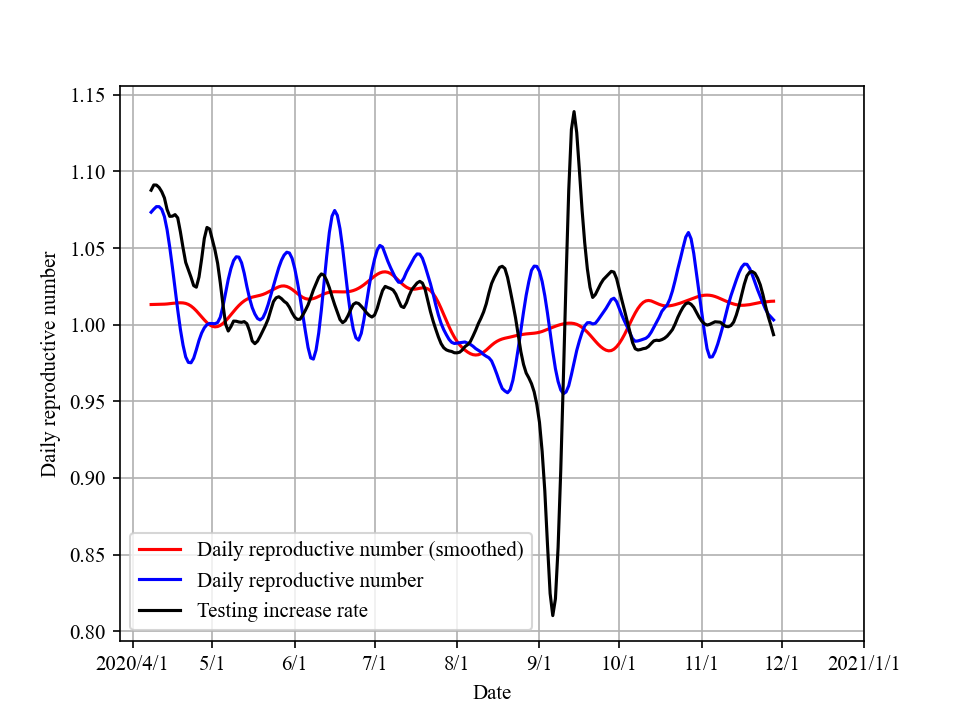 1.15
1.10
1.05
1.00
0.95
0.90
0.85
0.80
Daily reproductive number
Daily reproductive number (smoothed)
Daily reproductive number
Testing increase rate
2020/4/1 5/1 6/1 7/1 8/1 9/1 10/1 11/1 12/1 2021/1/1
Date